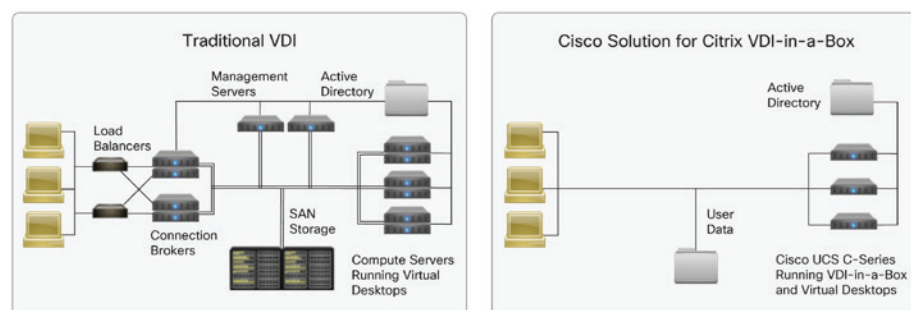 Traditional VDI
Management
Servers
Active
Directory
Load
Balancers
Connection
Brokers
SAN
Storage
Compute Servers
Running Virtual
Desktops
Cisco Solution for Citrix VDI-in-a-Box
Active
Directory
User
Data
Cisco UCS C-Series
Running VDI-in-a-Box
and Virtual Desktops